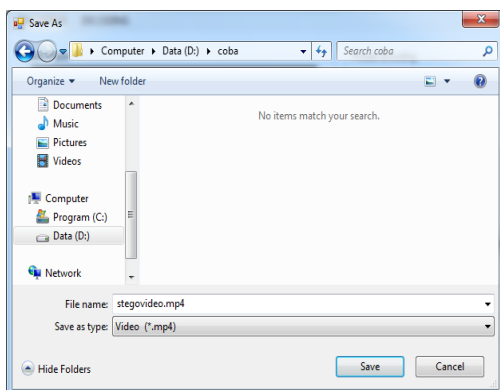 Save As
Computer Data (D:) coba
Search coba
Organize New folder
Documents
Music
Pictures
Videos
Computer
Program (C:)
Data (D:)
Network
No items match your search.
File name: stegovideo.mp4
Save as type: Video (*.mp4)
Hide Folders
Save Cancel